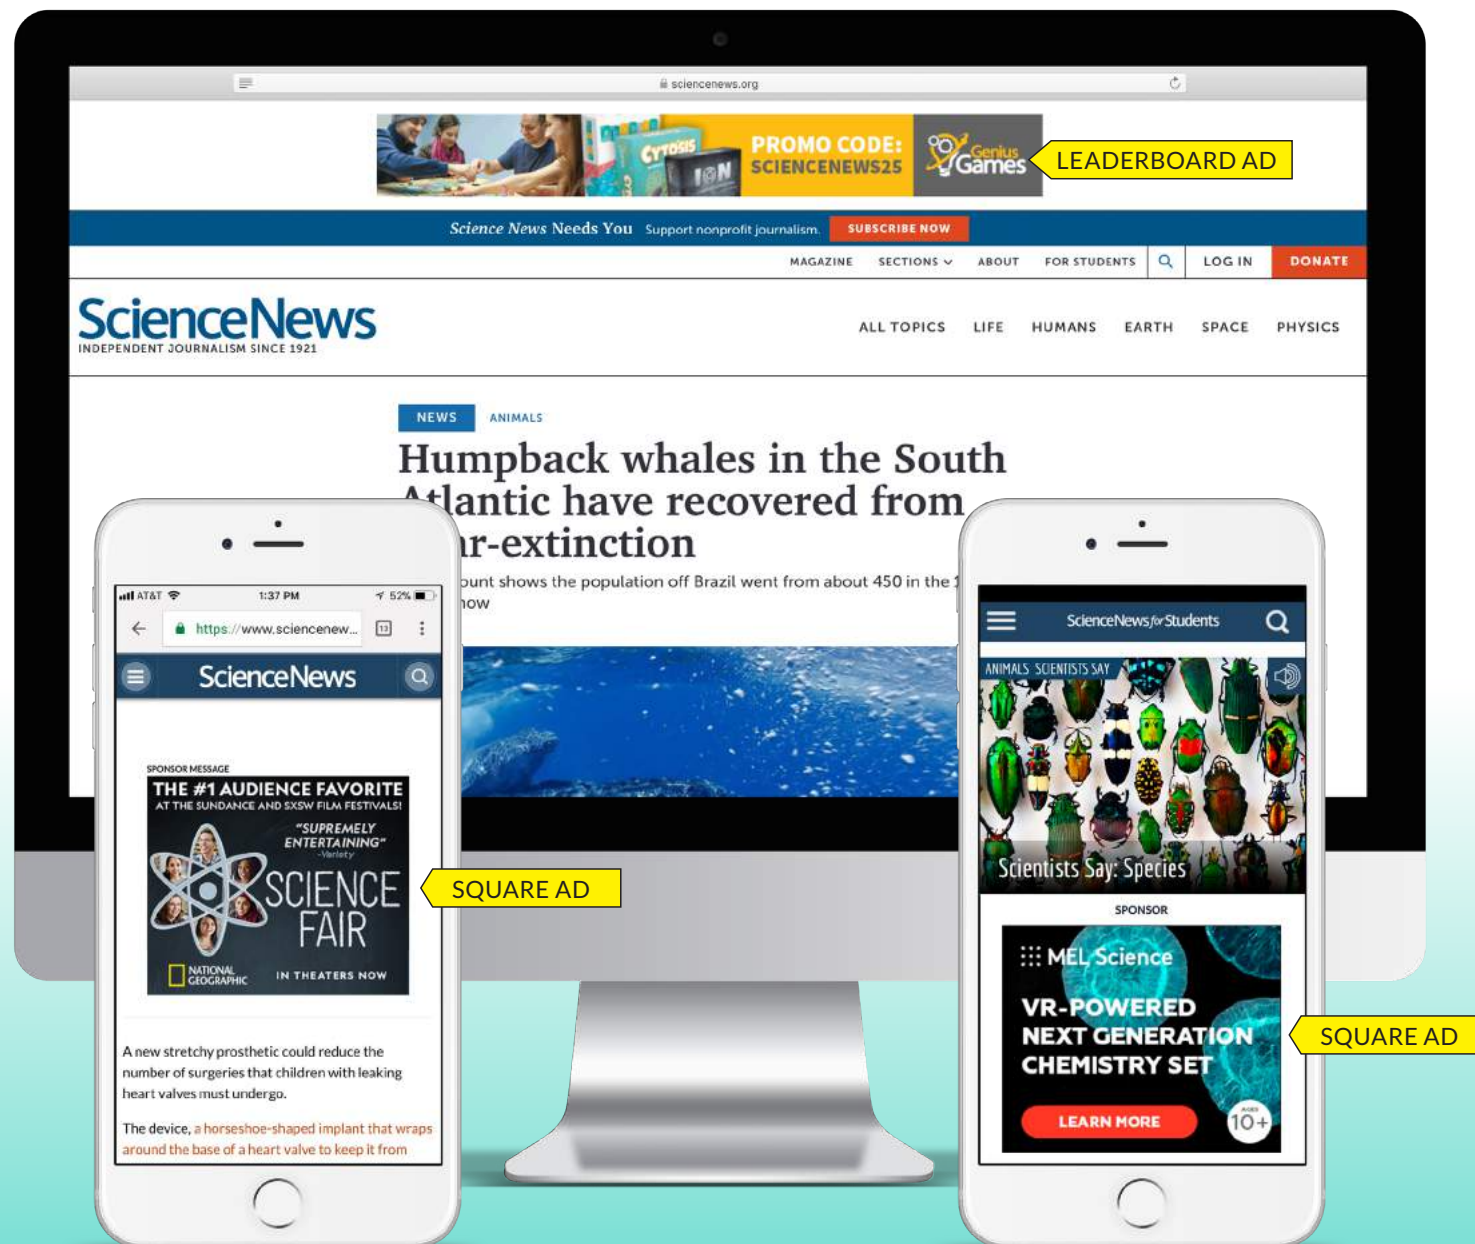 sciencenews.org
CYTOSIS
ION
PROMO CODE:
SCIENCENEWS25
Genius
Games
LEADERBOARD AD
Science News Needs You Support nonprofit journalism. SUBSCRIBE NOW
MAGAZINE SECTIONS ABOUT FOR STUDENTS LOG IN DONATE
ScienceNews
INDEPENDENT JOURNALISM SINCE 1921
ALL TOPICS LIFE HUMANS EARTH SPACE PHYSICS
NEWS ANIMALS
Humpback whales in the South
Atlantic have recovered from
ar-extinction
ount shows the population off Brazil went from about 450 in the
now
AT&T 1:37 PM 52%
https://www.sciencenew... 13
ScienceNews
SPONSOR MESSAGE
THE #1 AUDIENCE FAVORITE
AT THE SUNDANCE AND SXSW FILM FESTIVALS!
"SUPREMELY
ENTERTAINING"
-Variety
SCIENCE
FAIR
NATIONAL
GEOGRAPHIC
IN THEATERS NOW
SQUARE AD
A new stretchy prosthetic could reduce the
number of surgeries that children with leaking
heart valves must undergo.
The device, a horseshoe-shaped implant that wraps
around the base of a heart valve to keep it from
ScienceNews for Students
ANIMALS SCIENTISTS SAY
Scientists Say: Species
SPONSOR
MEL Science
VR-POWERED
NEXT GENERATION
CHEMISTRY SET
LEARN MORE
AGES
10+
SQUARE AD